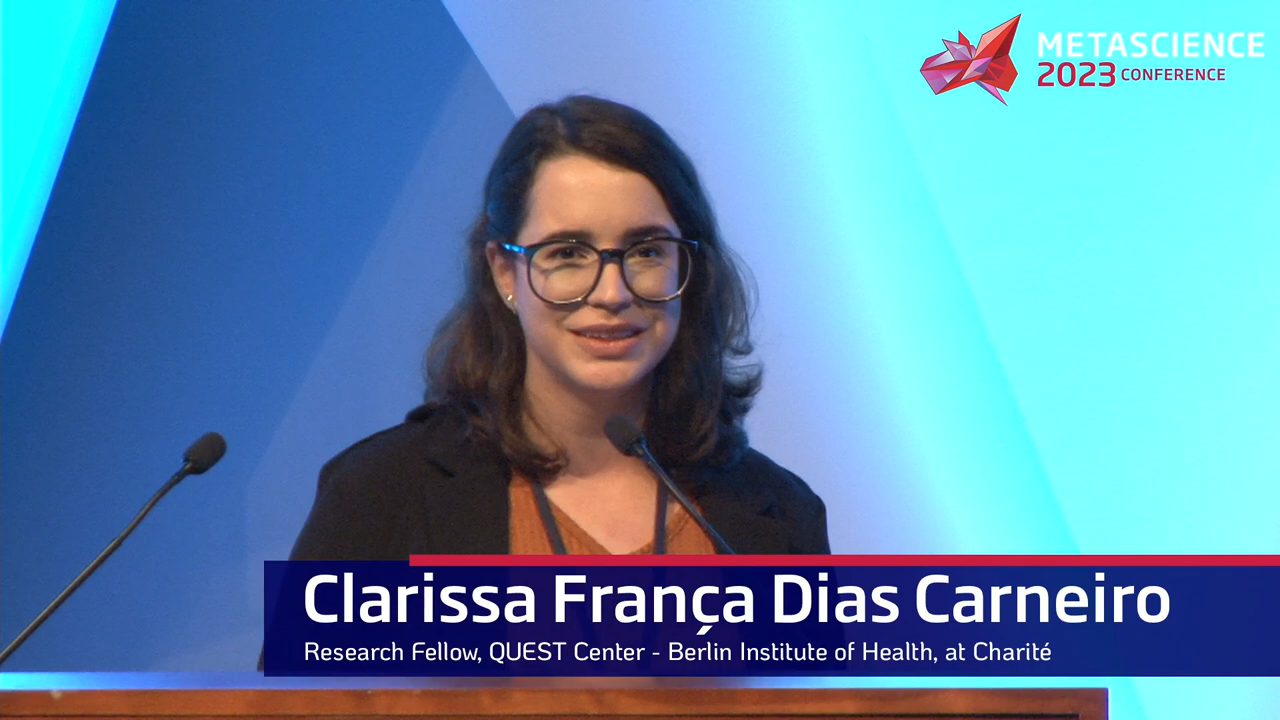 METASCIENCE
2023 CONFERENCE
Clarissa França Dias Carneiro
Research Fellow, QUEST Center - Berlin Institute of Health, at Charité